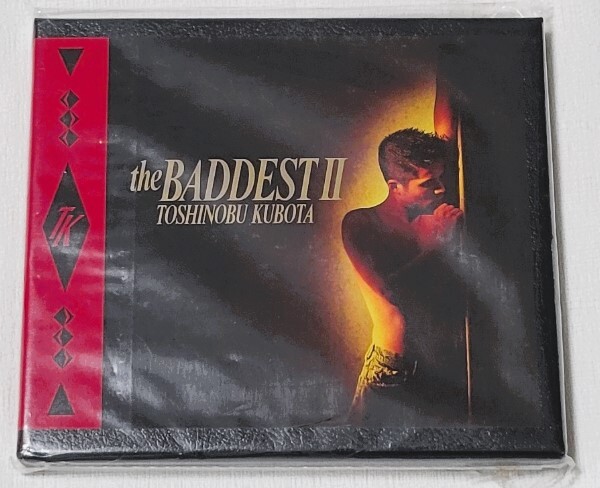 the BADDEST II
TOSHINOBU KUBOTA
TK